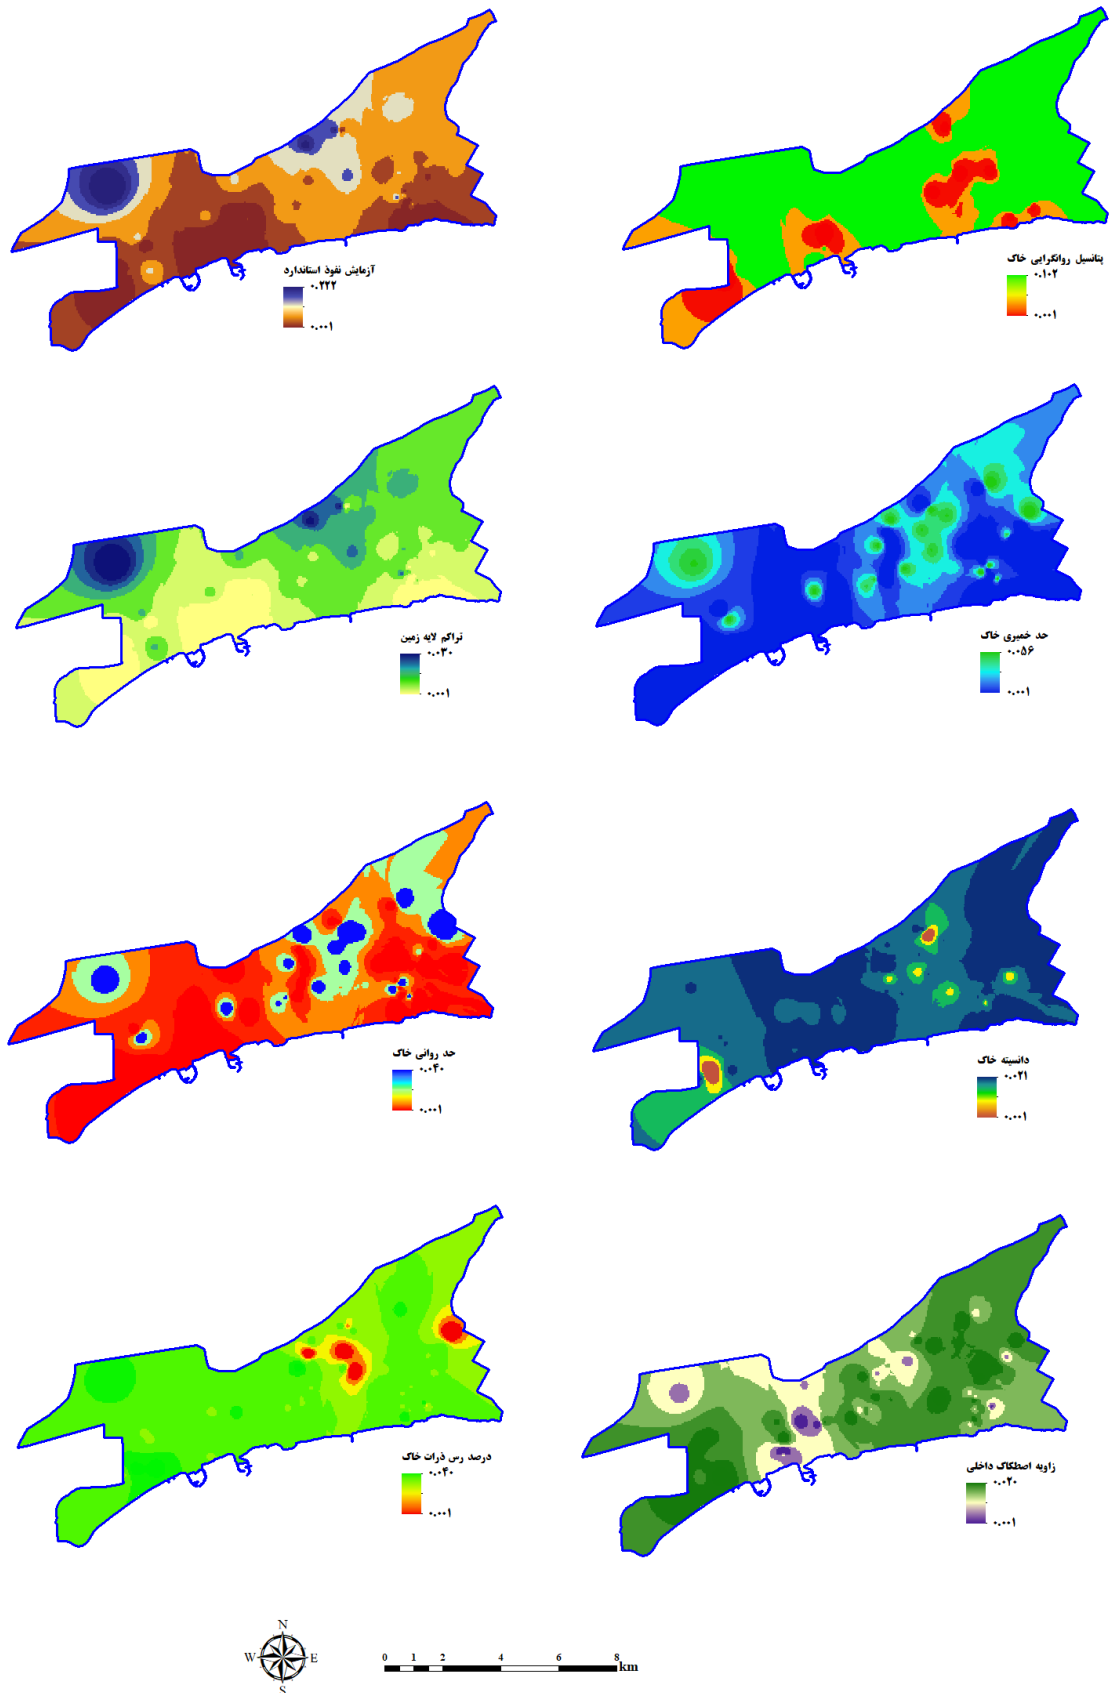 آزمایش نفوذ استاندارد
۰.۲۲۲
۰.۰۰۱
پتانسیل روانگرایی خاک
۰.۱۰۲
۰.۰۰۱
تراکم لایه زمین
۰.۰۳۰
۰.۰۰۱
حد خمیری خاک
۰.۰۵۶
۰.۰۰۱
حد روانی خاک
۰.۰۴۰
۰.۰۰۱
دانسیته خاک
۰.۰۲۱
۰.۰۰۱
درصد رس ذرات خاک
۰.۰۴۰
۰.۰۰۱
زاویه اصطکاک داخلی
۰.۰۲۰
۰.۰۰۱
N
W E
S
0 1 2 4 6 8
km